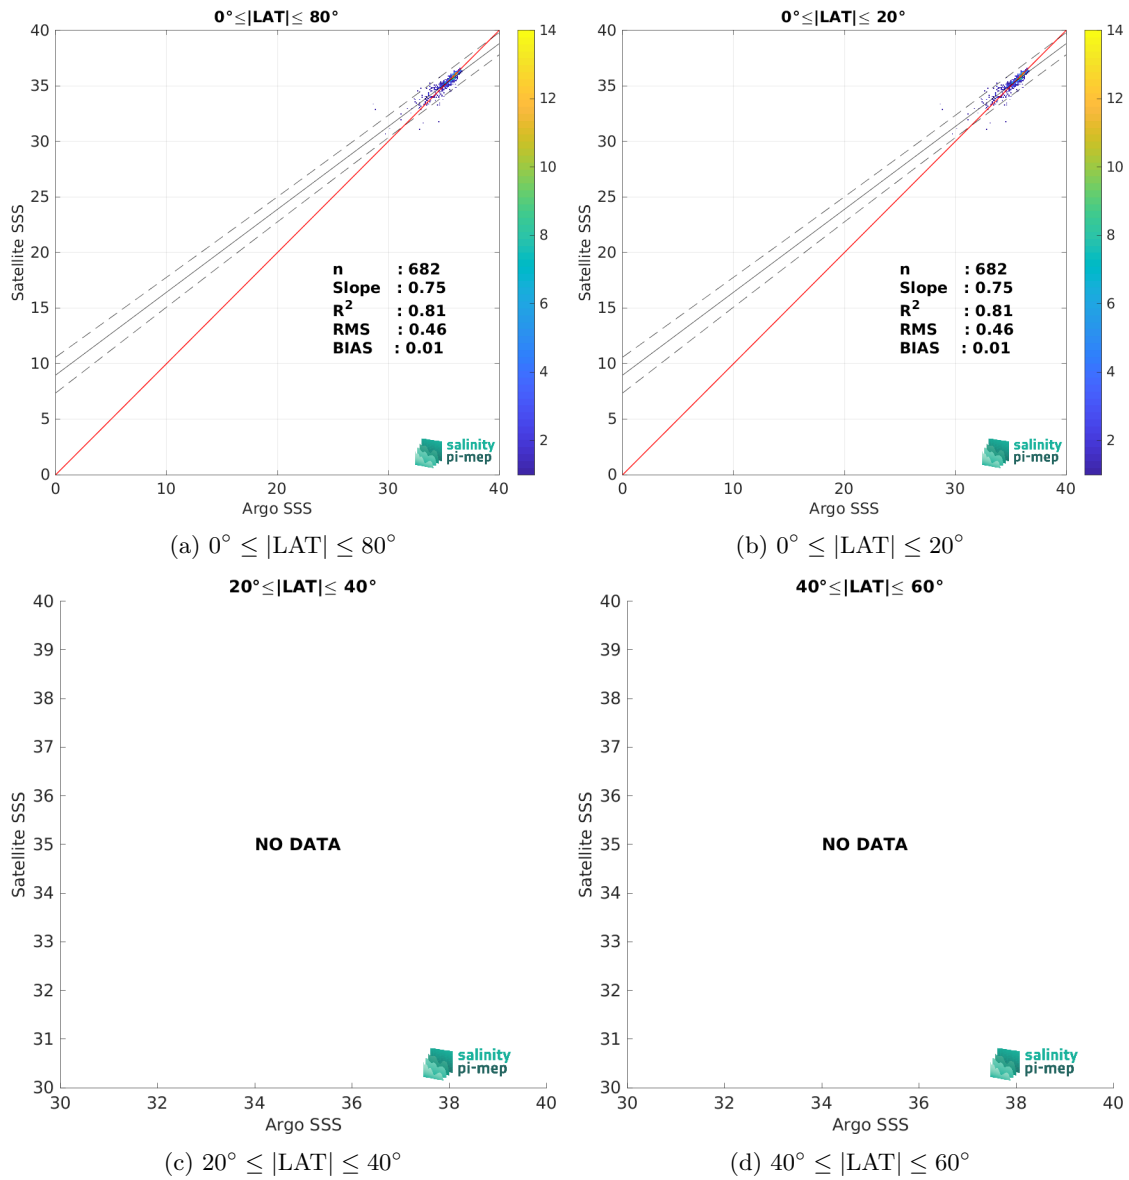 0°≤|LAT|≤ 80°
40
35
30
25
20
15
10
5
0
Satellite SSS
n : 682
Slope : 0.75
R² : 0.81
RMS : 0.46
BIAS : 0.01
salinity
pi-mep
0 10 20 30 40
Argo SSS
14
12
10
8
6
4
2
(a) 0° ≤ |LAT| ≤ 80°
0°≤|LAT|≤ 20°
40
35
30
25
20
15
10
5
0
Satellite SSS
n : 682
Slope : 0.75
R² : 0.81
RMS : 0.46
BIAS : 0.01
salinity
pi-mep
0 10 20 30 40
Argo SSS
14
12
10
8
6
4
2
(b) 0° ≤ |LAT| ≤ 20°
20°≤|LAT|≤ 40°
40
39
38
37
36
35
34
33
32
31
30
Satellite SSS
NO DATA
salinity
pi-mep
30 32 34 36 38 40
Argo SSS
(c) 20° ≤ |LAT| ≤ 40°
40°≤|LAT|≤ 60°
40
39
38
37
36
35
34
33
32
31
30
Satellite SSS
NO DATA
salinity
pi-mep
30 32 34 36 38 40
Argo SSS
(d) 40° ≤ |LAT| ≤ 60°